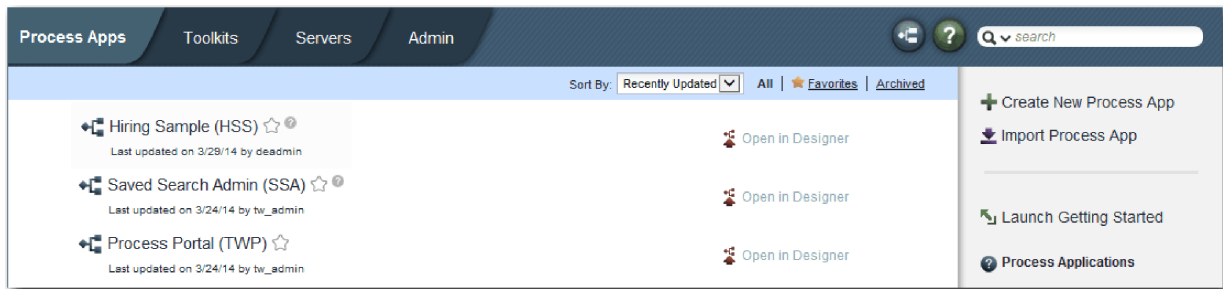 Process Apps Toolkits Servers Admin search
Sort By: Recently Updated All | Favorites | Archived
Hiring Sample (HSS)
Last updated on 3/29/14 by deadmin
Open in Designer
Saved Search Admin (SSA)
Last updated on 3/24/14 by tw_admin
Open in Designer
Process Portal (TWP)
Last updated on 3/24/14 by tw_admin
Open in Designer
Create New Process App
Import Process App
Launch Getting Started
Process Applications